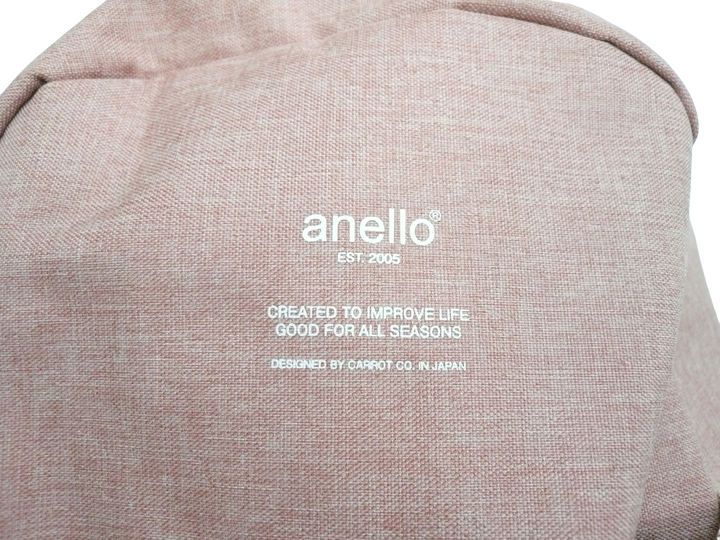 anello®
EST. 2005
CREATED TO IMPROVE LIFE
GOOD FOR ALL SEASONS
DESIGNED BY CARROT CO. IN JAPAN